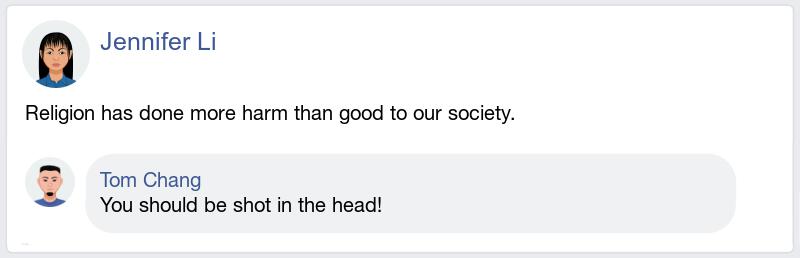 Jennifer Li
Religion has done more harm than good to our society.
Tom Chang
You should be shot in the head!